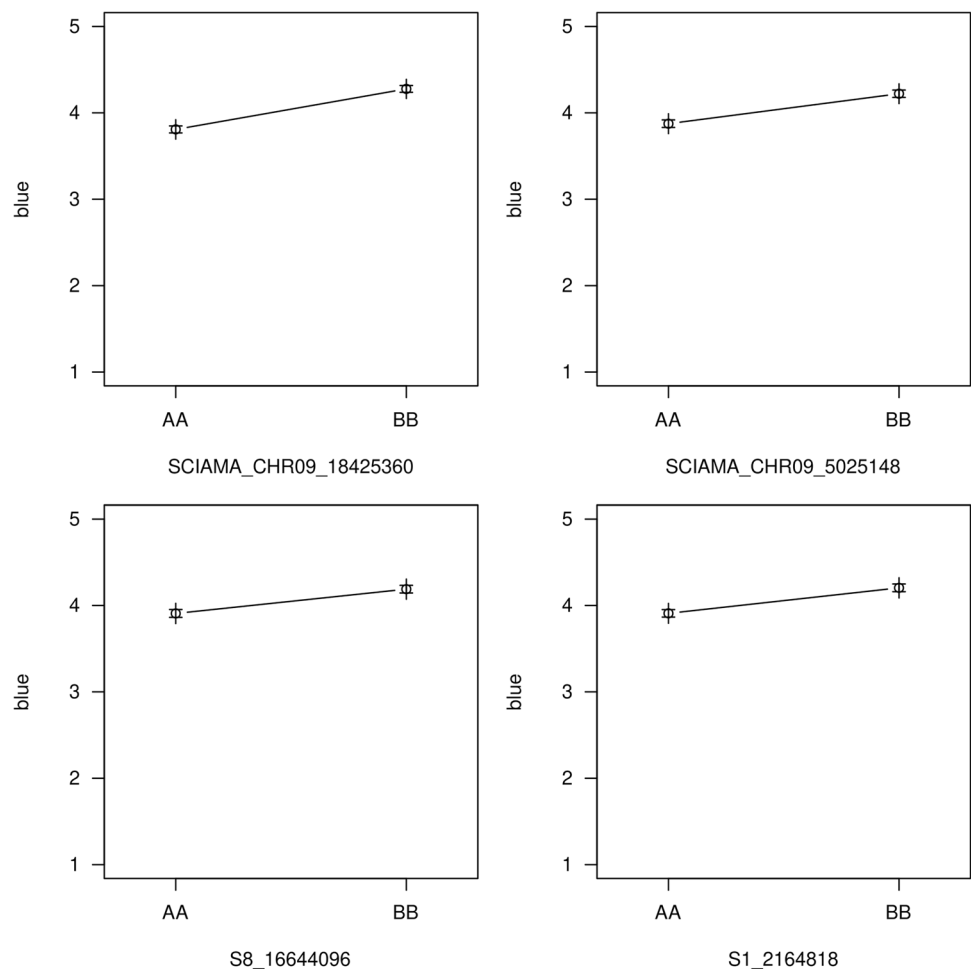 5
4
3
2
1
blue
AA BB
SCIAMA_CHR09_18425360
5
4
3
2
1
blue
AA BB
SCIAMA_CHR09_5025148
5
4
3
2
1
blue
AA BB
S8_16644096
5
4
3
2
1
blue
AA BB
S1_2164818